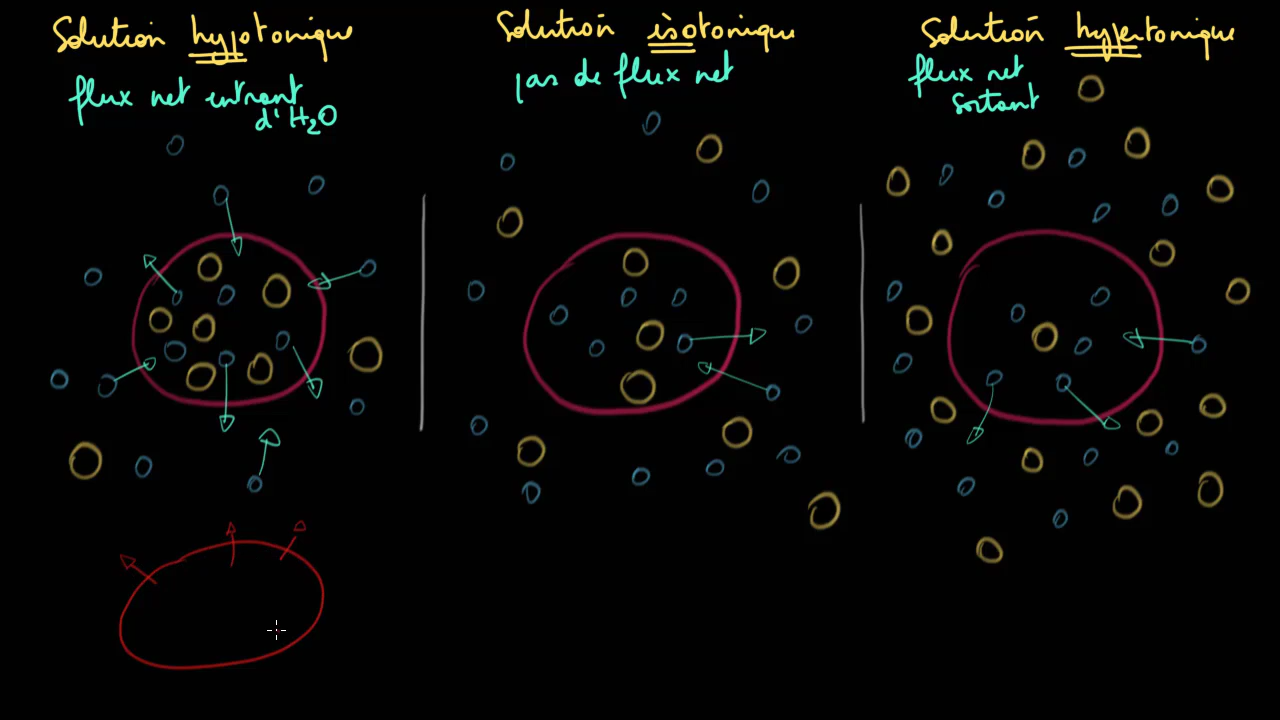 Solution hypotonique
flux net entrant
d'H2O
Solution isotonique
pas de flux net
Solution hypertonique
flux net
sortant